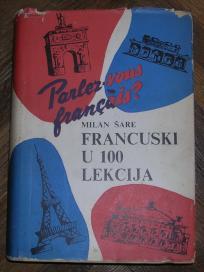 Parlez-vous
français?
MILAN ŠARE
FRANCUSKI
U 100
LEKCIJA